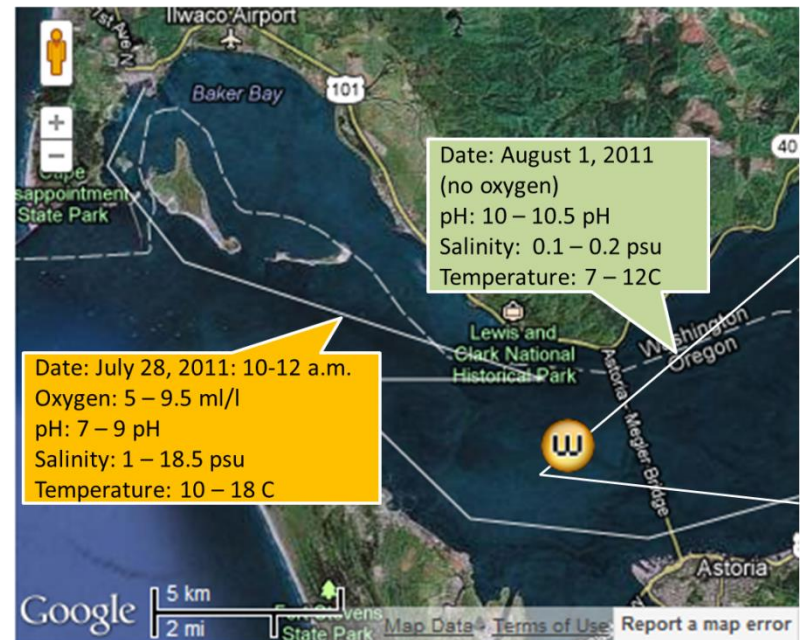 Ilwaco Airport
1st Ave N
Baker Bay
101
40
+
−
Cape
sappointment
State Park
Date: August 1, 2011
(no oxygen)
pH: 10 – 10.5 pH
Salinity: 0.1 – 0.2 psu
Temperature: 7 – 12C
Lewis and
Clark National
Historical Park
Washington
Oregon
Astoria - Megler Bridge
Date: July 28, 2011: 10-12 a.m.
Oxygen: 5 – 9.5 ml/l
pH: 7 – 9 pH
Salinity: 1 – 18.5 psu
Temperature: 10 – 18 C
W
Astoria
Google
5 km
2 mi
Fort Stevens
State Park
Map Data - Terms of Use
Report a map error